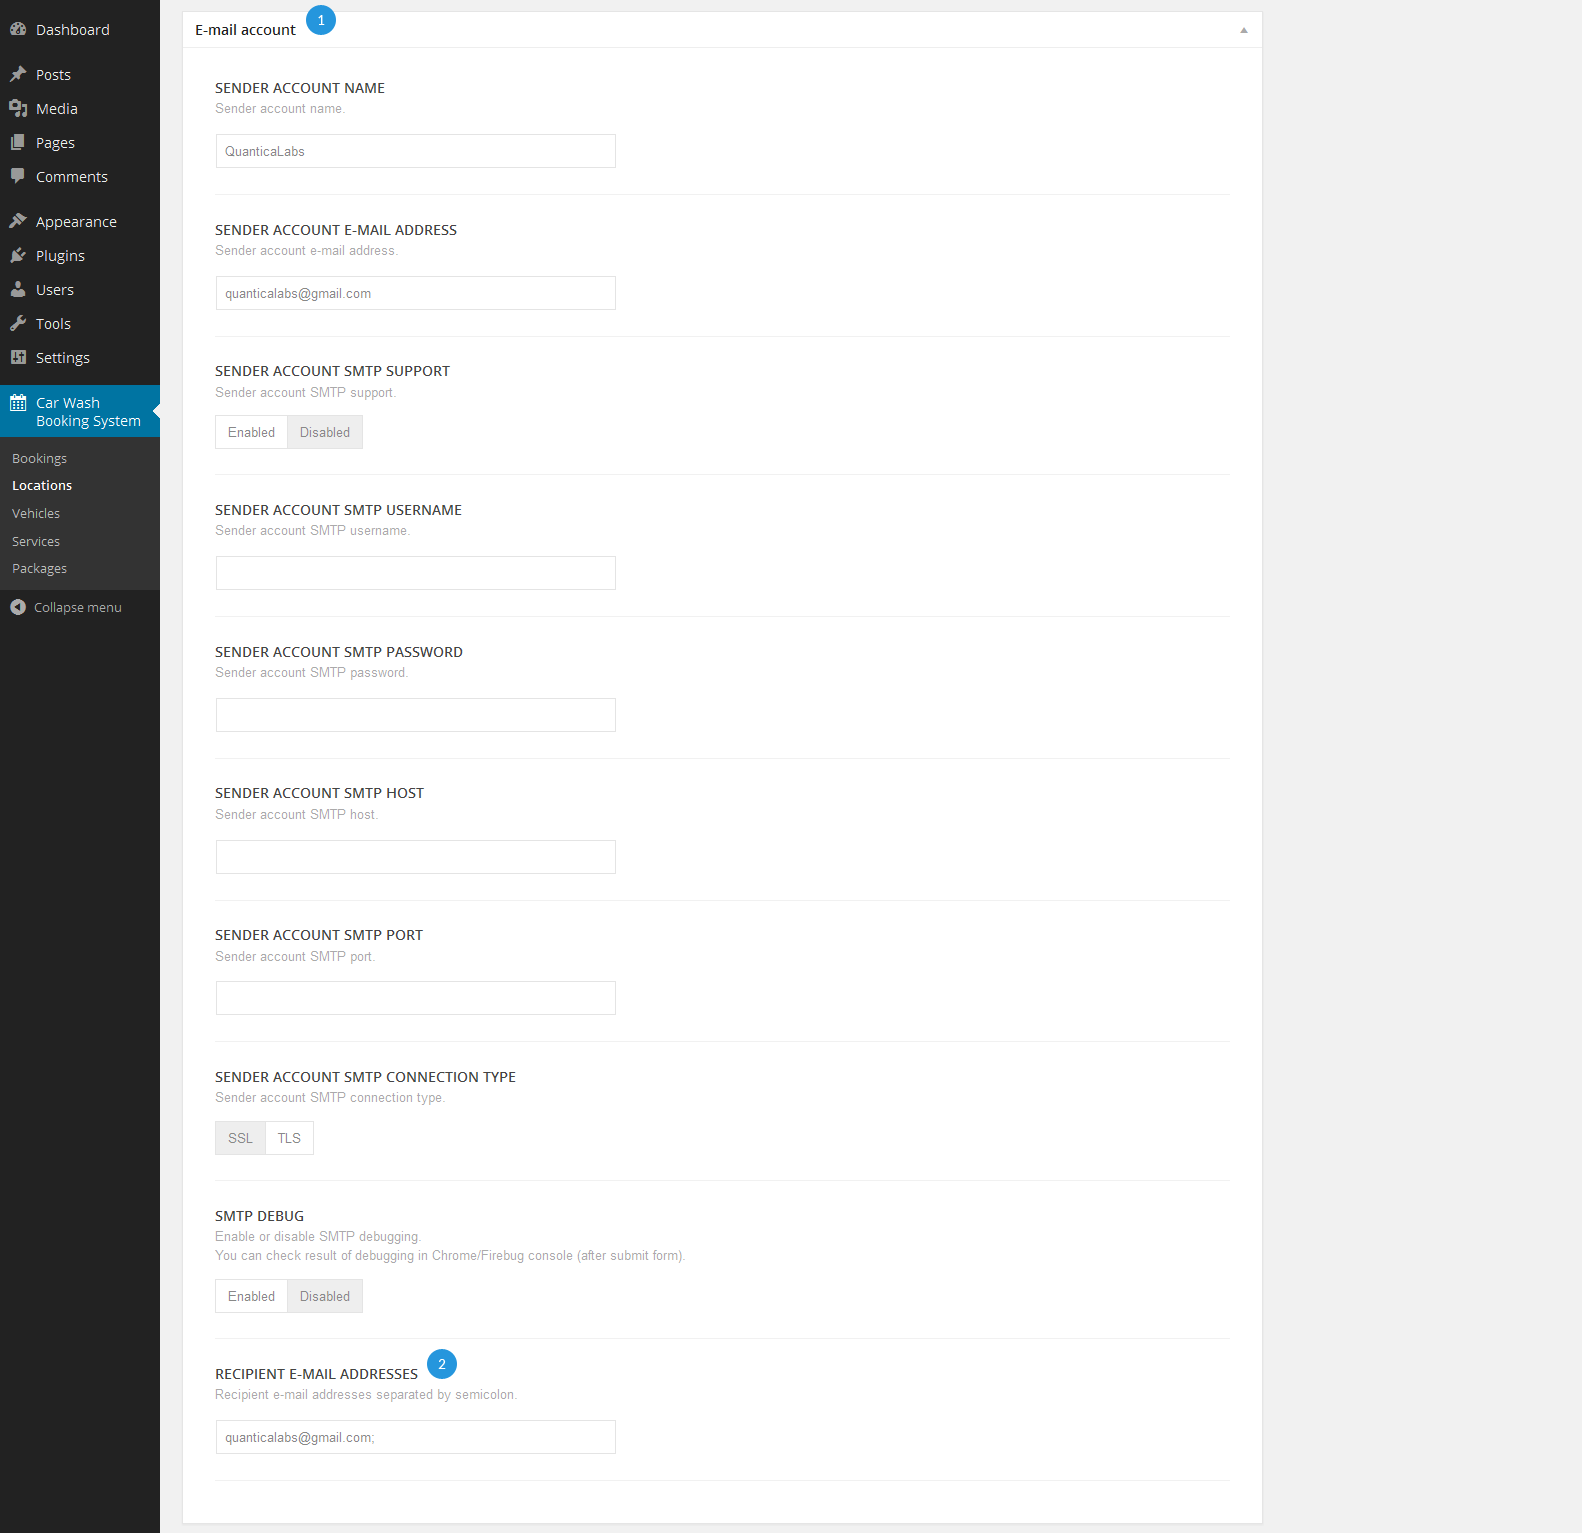 Dashboard
Posts
Media
Pages
Comments
Appearance
Plugins
Users
Tools
Settings
Car Wash
Booking System
Bookings
Locations
Vehicles
Services
Packages
Collapse menu
E-mail account 1
SENDER ACCOUNT NAME
Sender account name.
QuanticaLabs
SENDER ACCOUNT E-MAIL ADDRESS
Sender account e-mail address.
quanticalabs@gmail.com
SENDER ACCOUNT SMTP SUPPORT
Sender account SMTP support.
Enabled Disabled
SENDER ACCOUNT SMTP USERNAME
Sender account SMTP username.
SENDER ACCOUNT SMTP PASSWORD
Sender account SMTP password.
SENDER ACCOUNT SMTP HOST
Sender account SMTP host.
SENDER ACCOUNT SMTP PORT
Sender account SMTP port.
SENDER ACCOUNT SMTP CONNECTION TYPE
Sender account SMTP connection type.
SSL TLS
SMTP DEBUG
Enable or disable SMTP debugging.
You can check result of debugging in Chrome/Firebug console (after submit form).
Enabled Disabled
RECIPIENT E-MAIL ADDRESSES 2
Recipient e-mail addresses separated by semicolon.
quanticalabs@gmail.com;